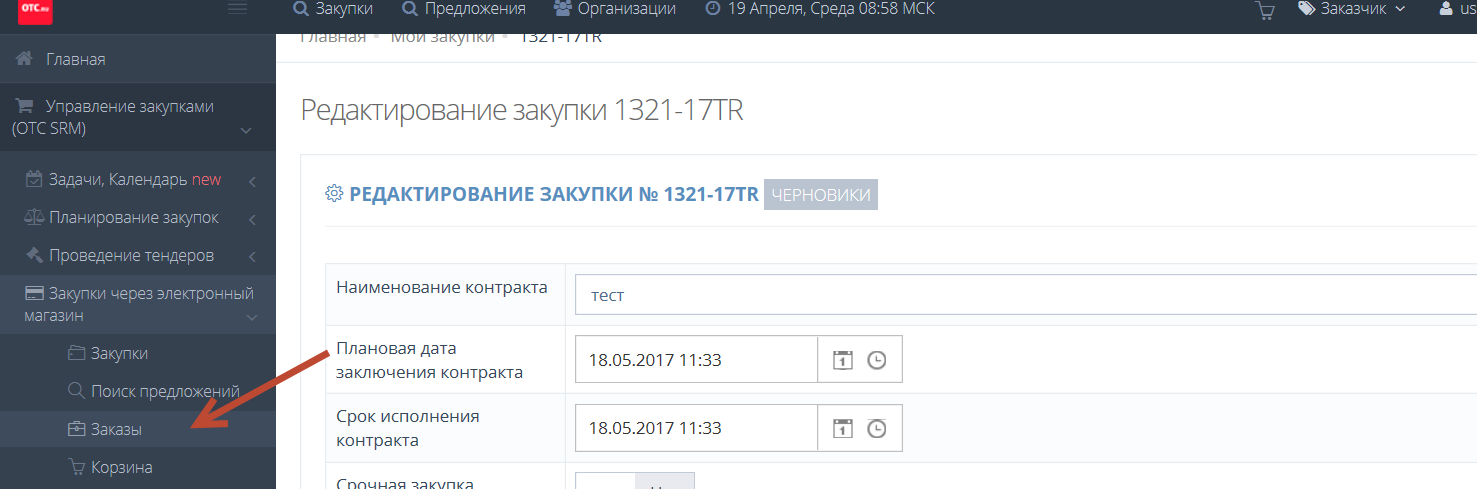 OTC.RU
Закупки
Предложения
Организации
19 Апреля, Среда 08:58 МСК
Заказчик
us
Главная
Мои закупки
1321-17TR
Главная
Управление закупками
(OTC SRM)
Задачи, Календарь new
Планирование закупок
Проведение тендеров
Закупки через электронный
магазин
Закупки
Поиск предложений
Заказы
Корзина
Редактирование закупки 1321-17TR
РЕДАКТИРОВАНИЕ ЗАКУПКИ № 1321-17TR ЧЕРНОВИКИ
Наименование контракта
тест
Плановая дата
заключения контракта
18.05.2017 11:33
Срок исполнения
контракта
18.05.2017 11:33
Срочная закупка